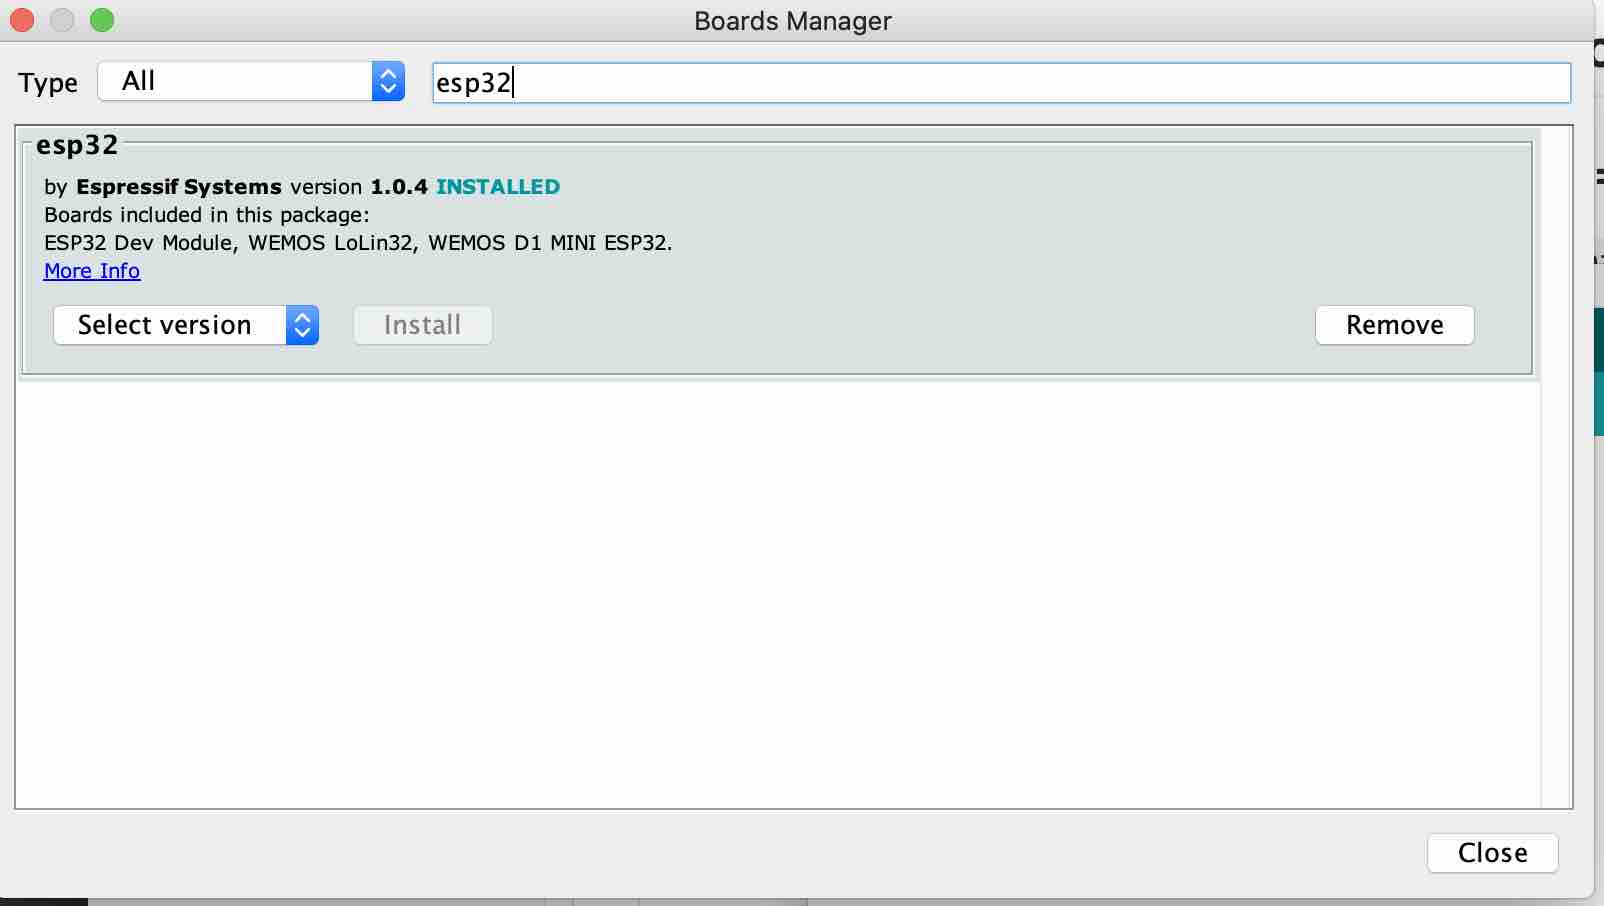 Boards Manager
Type All esp32
esp32
by Espressif Systems version 1.0.4 INSTALLED
Boards included in this package:
ESP32 Dev Module, WEMOS LoLin32, WEMOS D1 MINI ESP32.
More Info
Select version Install Remove
Close